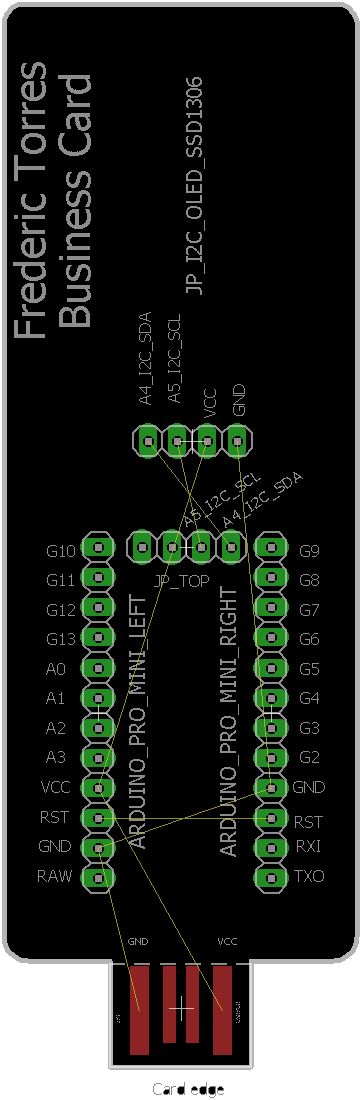 Frederic Torres
Business Card
JP_I2C_OLED_SSD1306
A4_I2C_SDA
A5_I2C_SCL
VCC
GND
A5_I2C_SCL
A4_I2C_SDA
JP_TOP
ARDUINO_PRO_MINI_LEFT
ARDUINO_PRO_MINI_RIGHT
G10
G11
G12
G13
A0
A1
A2
A3
VCC
RST
GND
RAW
G9
G8
G7
G6
G5
G4
G3
G2
GND
RST
RXI
TXO
GND
VCC
Card edge